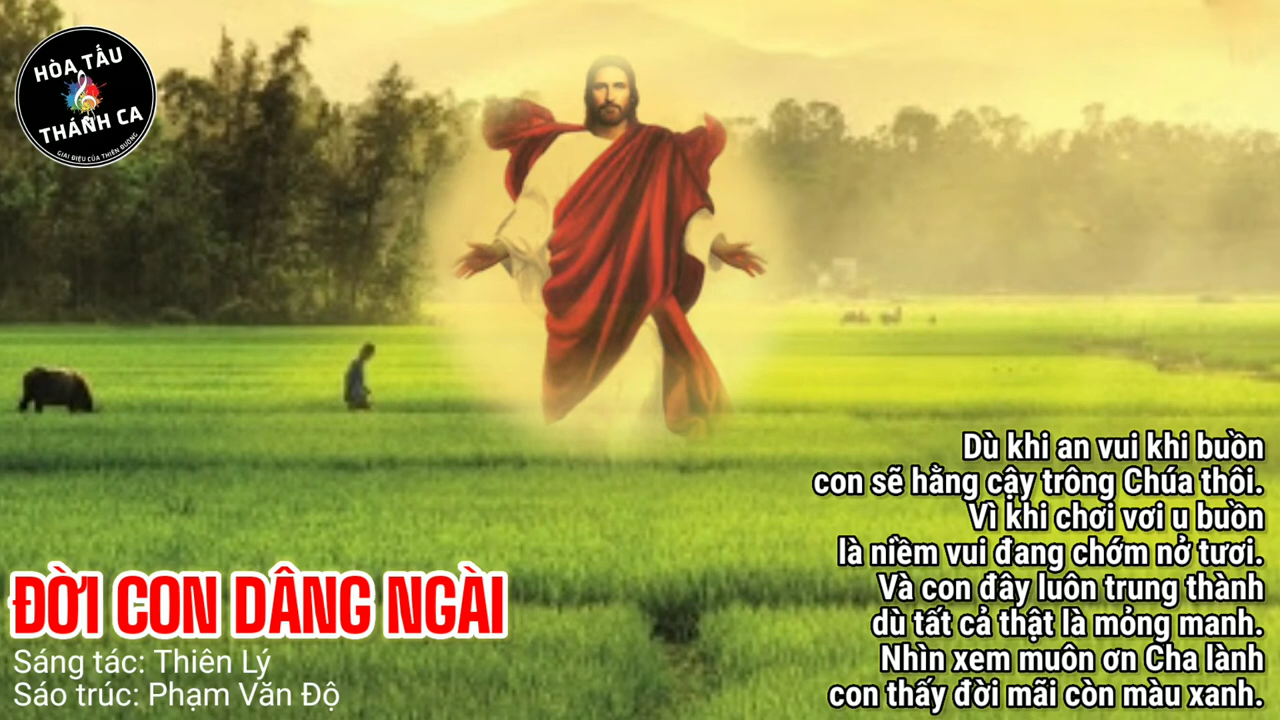 HÒA TẤU
THÁNH CA
GIAI ĐIỆU CỦA THIÊN ĐƯỜNG
Dù khi an vui khi buồn
con sẽ hằng cậy trông Chúa thôi.
Vì khi chơi vơi u buồn
là niềm vui đang chớm nở tươi.
Và con đây luôn trung thành
dù tất cả thật là mỏng manh.
Nhìn xem muôn ơn Cha lành
con thấy đời mãi còn màu xanh.
ĐỜI CON DÂNG NGÀI
Sáng tác: Thiên Lý
Sáo trúc: Phạm Văn Độ